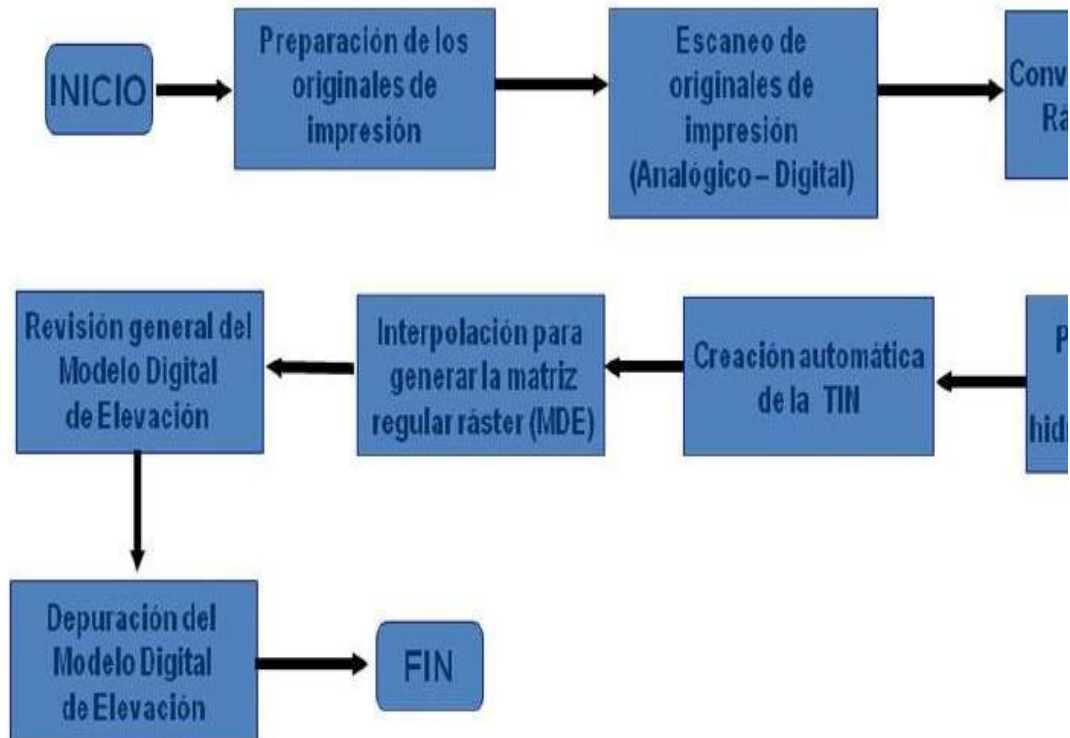 INICIO
Preparación de los
originales de
impresión
Escaneo de
originales de
impresión
(Analógico – Digital)
Revisión general del
Modelo Digital
de Elevación
Interpolación para
generar la matriz
regular ráster (MDE)
Creación automática
de la TIN
Depuración del
Modelo Digital
de Elevación
FIN